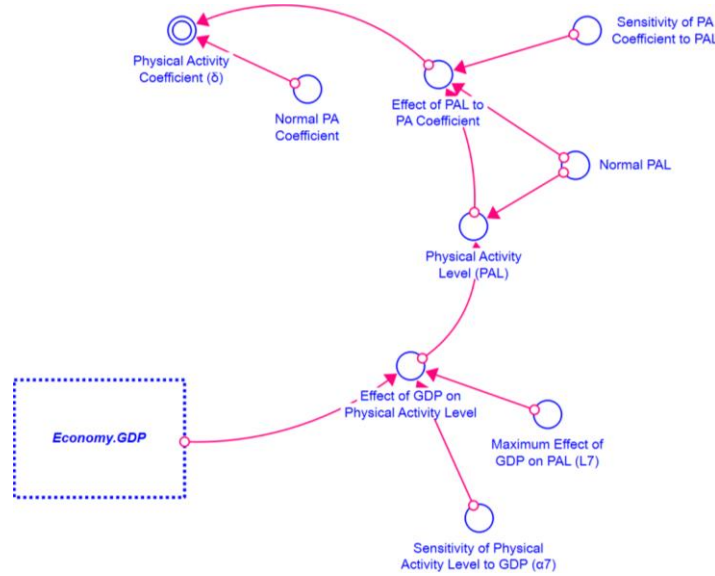 Sensitivity of PA
Coefficient to PAL
Physical Activity
Coefficient (δ)
Effect of PAL to
PA Coefficient
Normal PA
Coefficient
Normal PAL
Physical Activity
Level (PAL)
Effect of GDP on
Physical Activity Level
Economy.GDP
Maximum Effect of
GDP on PAL (L7)
Sensitivity of Physical
Activity Level to GDP (α7)